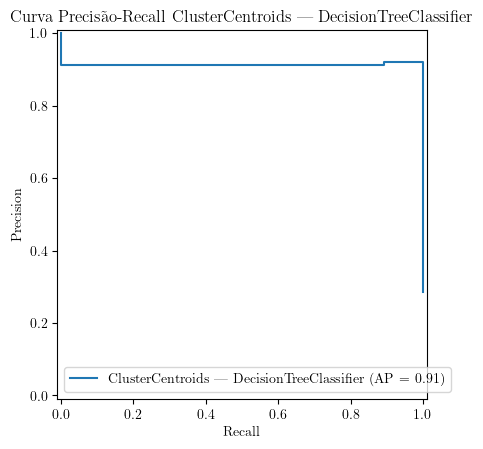 Curva Precisão-Recall ClusterCentroids — DecisionTreeClassifier
1.0
0.8
0.6
0.4
0.2
0.0
Precision
ClusterCentroids — DecisionTreeClassifier (AP = 0.91)
0.0 0.2 0.4 0.6 0.8 1.0
Recall